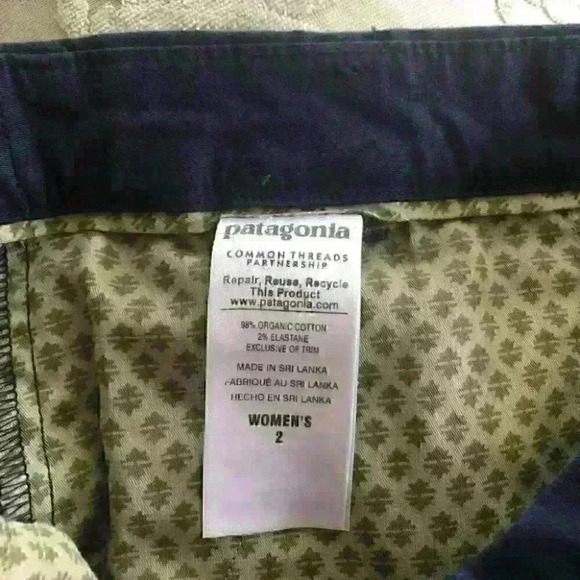 patagonia
COMMON THREADS
PARTNERSHIP
Repair, Reuse, Recycle
This Product
www.patagonia.com
98% ORGANIC COTTON
2% ELASTANE
EXCLUSIVE OF TRIM
MADE IN SRI LANKA
FABRIQUÉ AU SRI LANKA
HECHO EN SRI LANKA
WOMEN'S
2